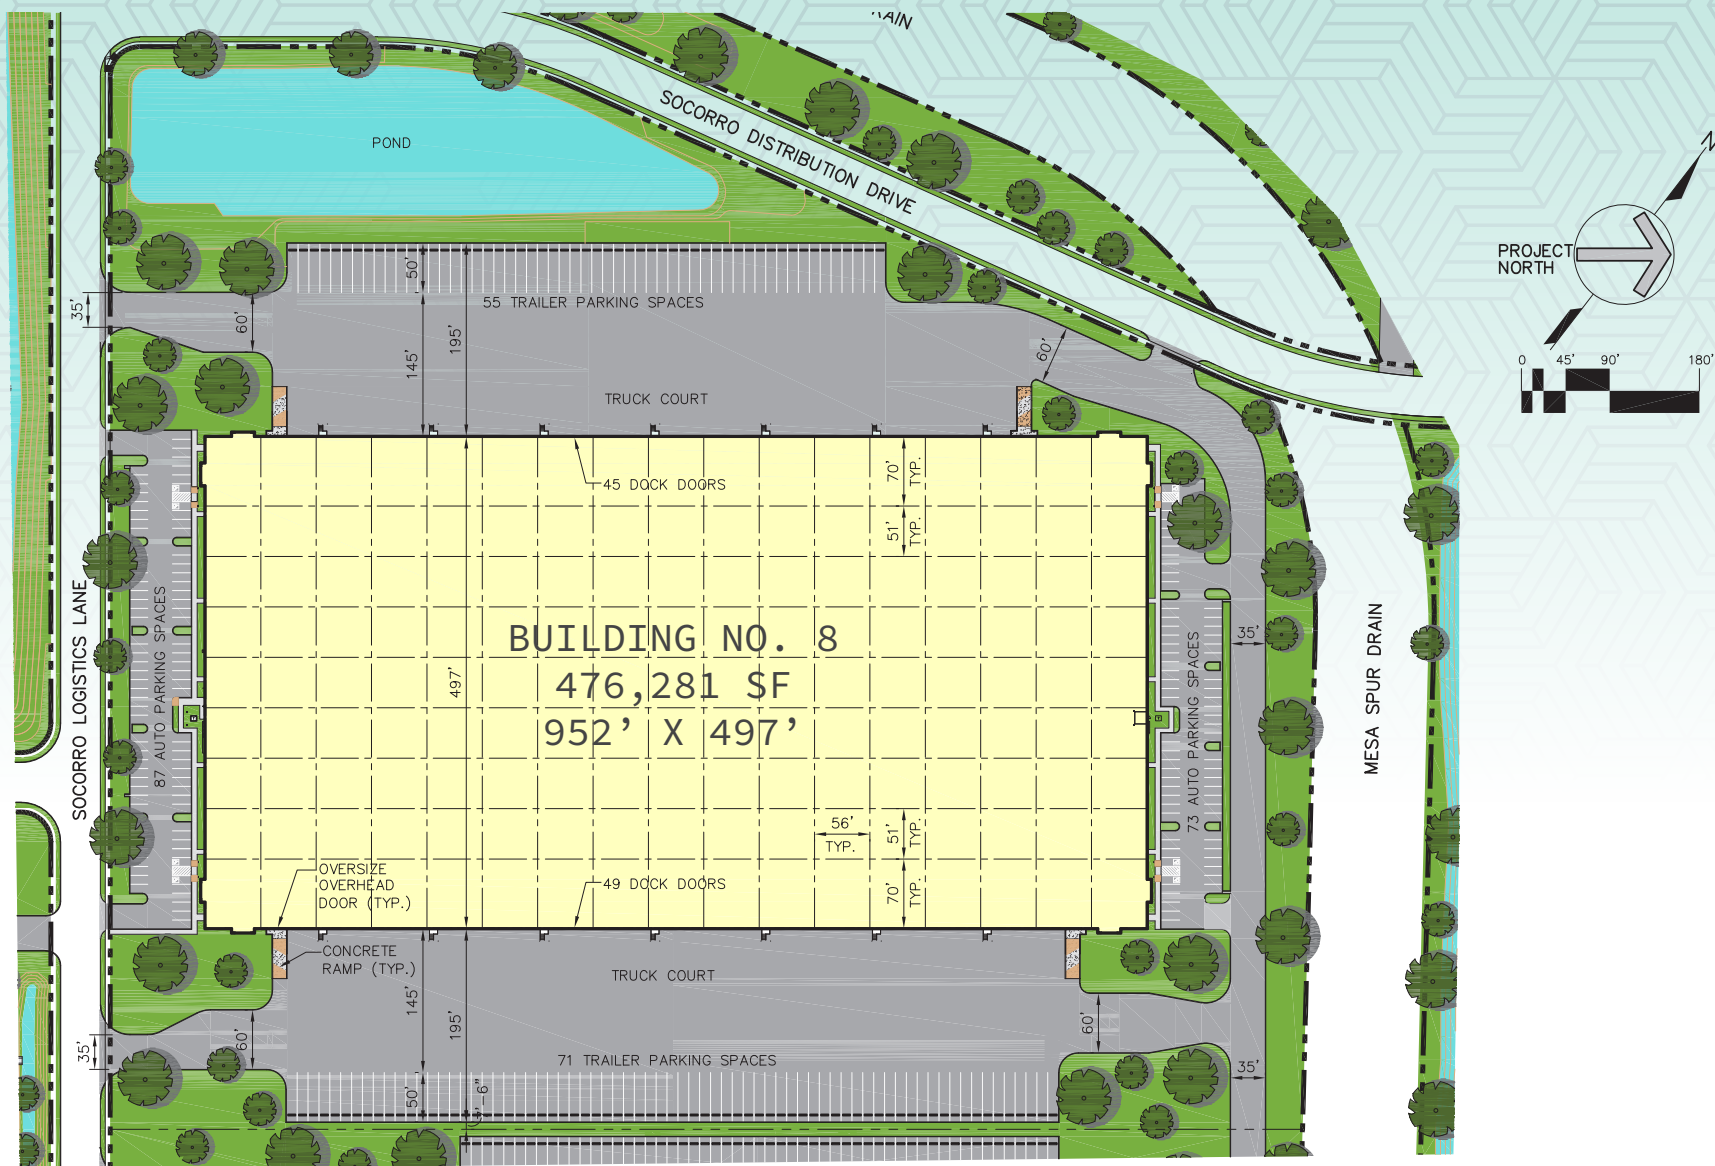 RAIN
POND
SOCORRO DISTRIBUTION DRIVE
N
PROJECT
NORTH
0 45' 90' 180'
35'
60'
50'
55 TRAILER PARKING SPACES
145'
195'
60'
TRUCK COURT
45 DOCK DOORS
70'
TYP.
51'
TYP.
SOCORRO LOGISTICS LANE
87 AUTO PARKING SPACES
497'
BUILDING NO. 8
476,281 SF
952’ X 497’
73 AUTO PARKING SPACES
35'
MESA SPUR DRAIN
56'
TYP.
51'
TYP.
70'
TYP.
OVERSIZE
OVERHEAD
DOOR (TYP.)
49 DOCK DOORS
CONCRETE
RAMP (TYP.)
TRUCK COURT
145'
195'
60'
60'
35'
71 TRAILER PARKING SPACES
35'
50'